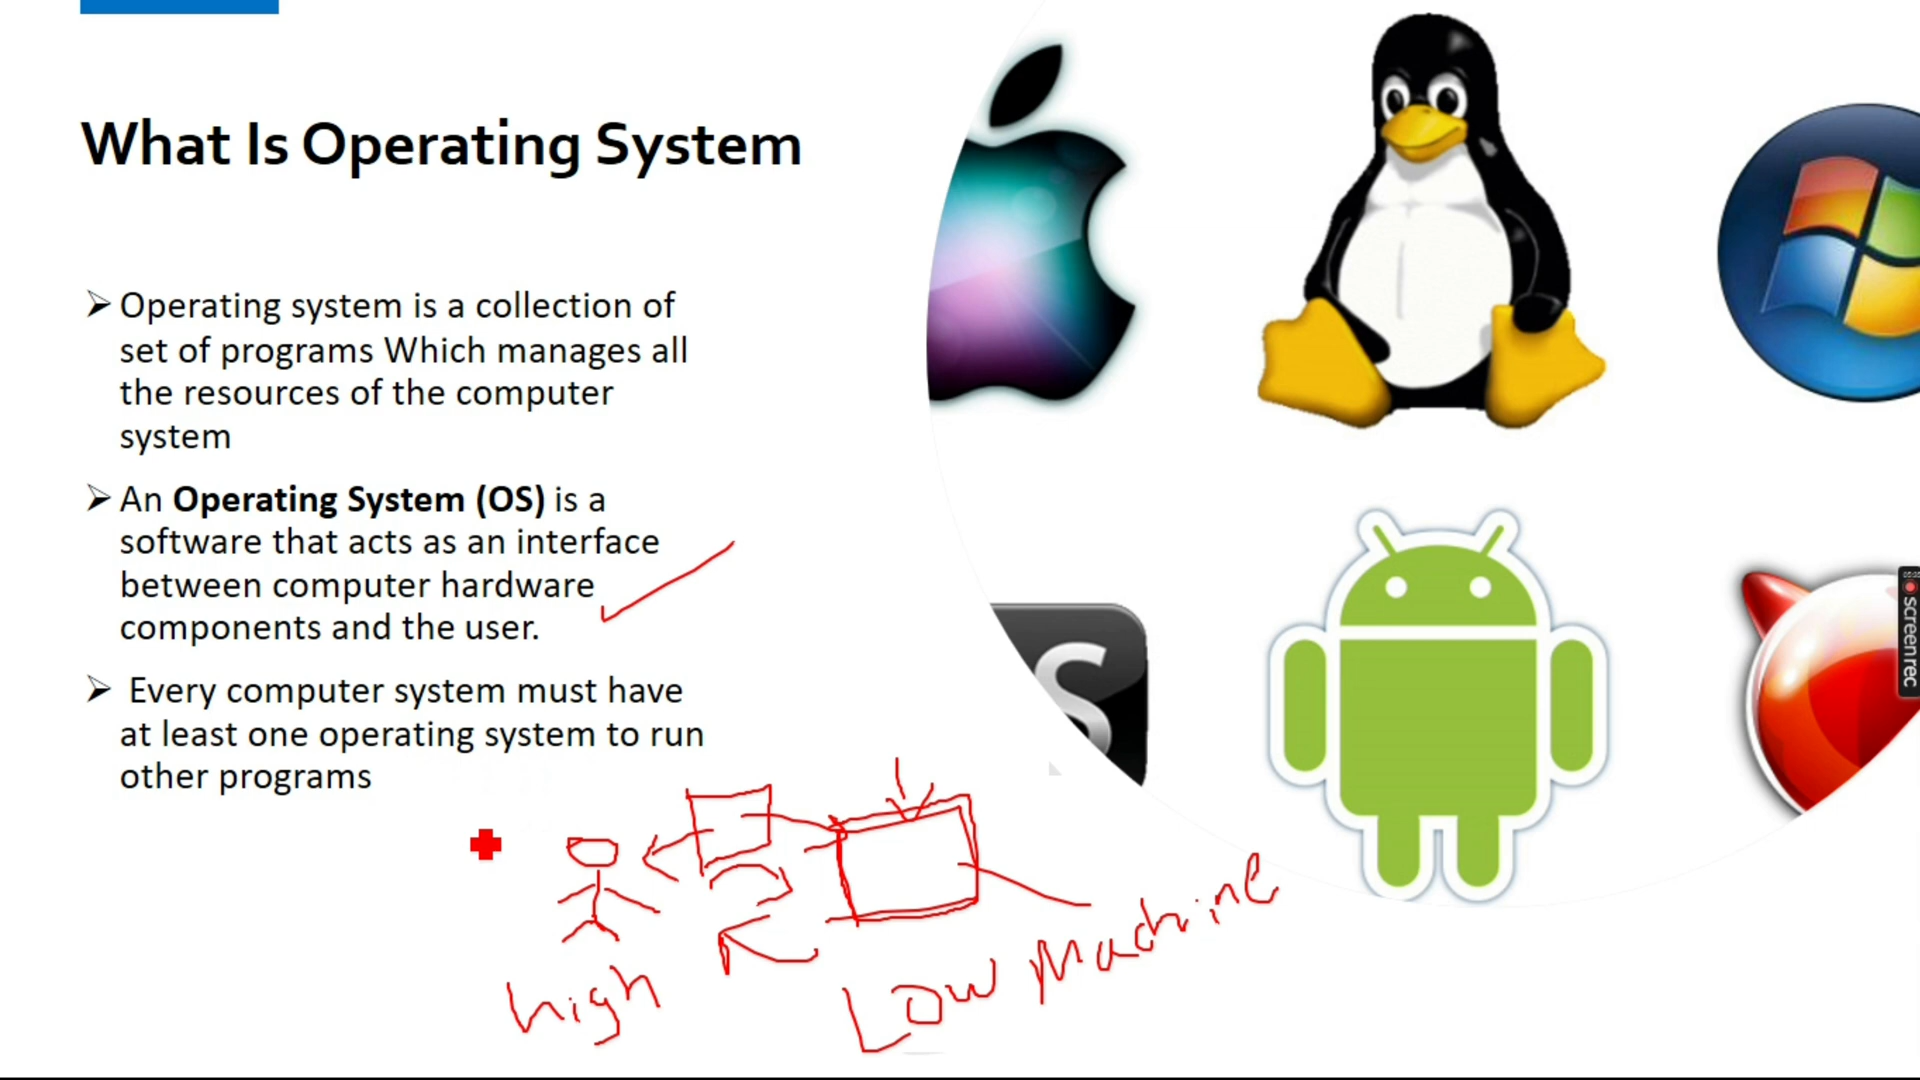 What Is Operating System
➢ Operating system is a collection of
set of programs Which manages all
the resources of the computer
system
➢ An Operating System (OS) is a
software that acts as an interface
between computer hardware
components and the user.
➢ Every computer system must have
at least one operating system to run
other programs
high
Low Machine
S
screenrec